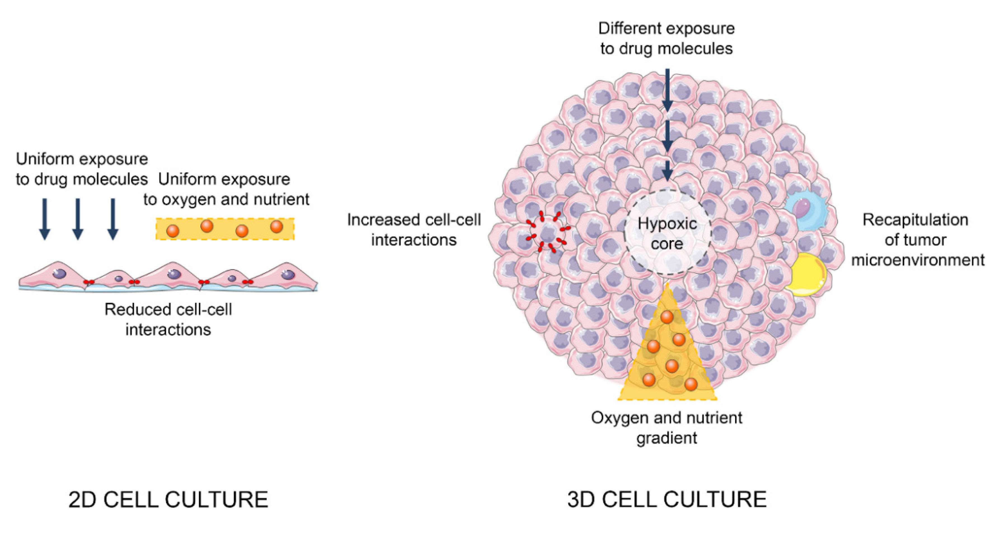 Uniform exposure
to drug molecules
Uniform exposure
to oxygen and nutrient
Reduced cell-cell
interactions
2D CELL CULTURE
Different exposure
to drug molecules
Increased cell-cell
interactions
Hypoxic
core
Recapitulation
of tumor
microenvironment
Oxygen and nutrient
gradient
3D CELL CULTURE